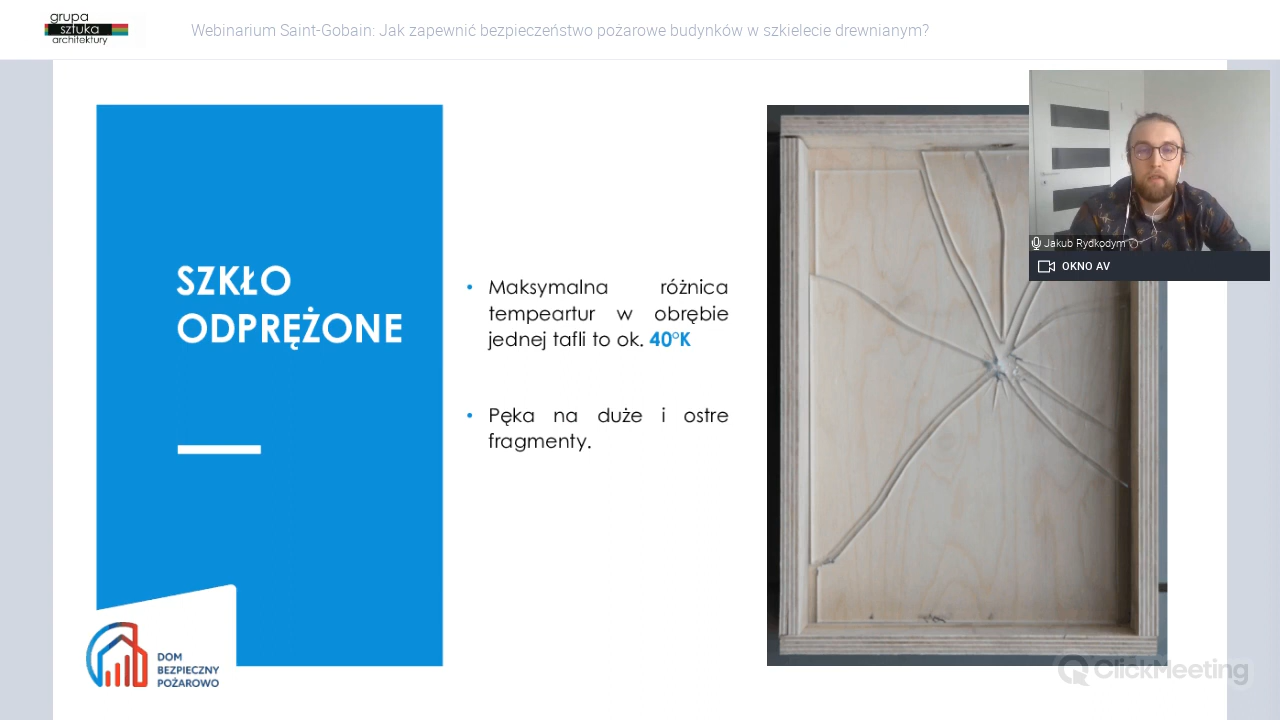 grupa
sztuka
architektury
Webinarium Saint-Gobain: Jak zapewnić bezpieczeństwo pożarowe budynków w szkielecie drewnianym?
SZKŁO
ODPRĘŻONE
• Maksymalna różnica
tempeartur w obrębie
jednej tafli to ok. 40°K
• Pęka na duże i ostre
fragmenty.
Jakub Rydkodym
OKNO AV
DOM
BEZPIECZNY
POŻAROWO
ClickMeeting